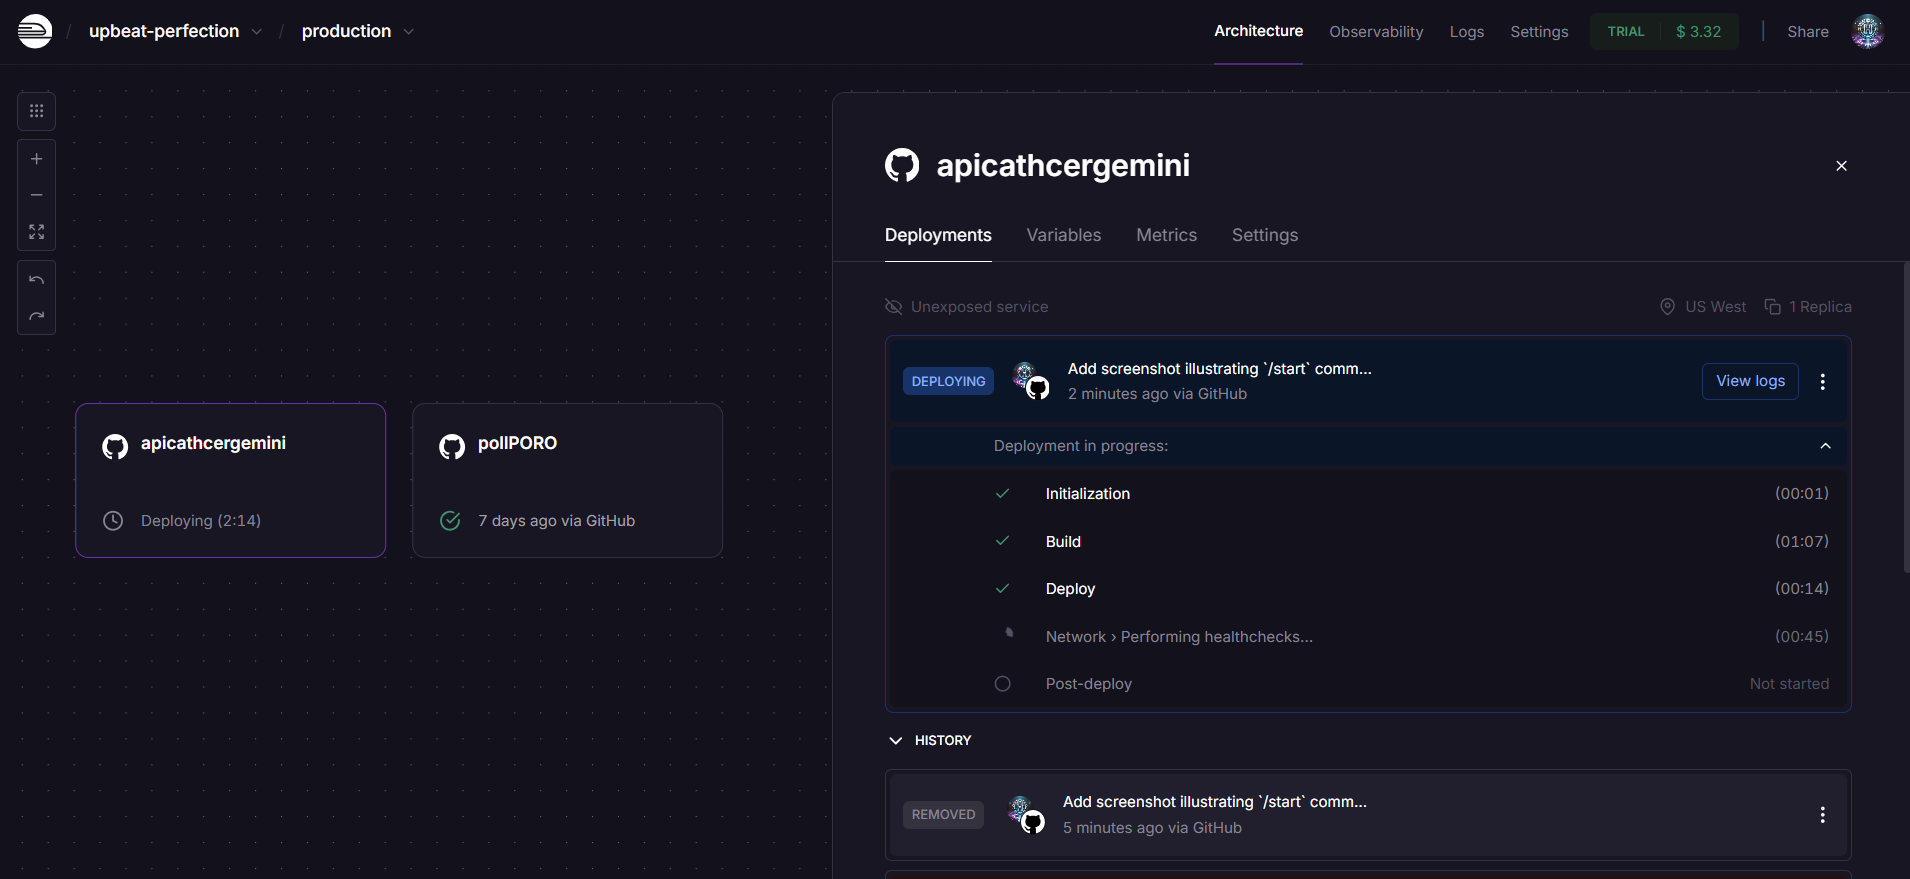 / upbeat-perfection / production
Architecture Observability Logs Settings TRIAL $ 3.32 Share
apicathcergemini
Deploying (2:14)
pollPORO
7 days ago via GitHub
apicathcergemini
Deployments Variables Metrics Settings
Unexposed service US West 1 Replica
DEPLOYING
Add screenshot illustrating `/start` comm...
2 minutes ago via GitHub
View logs
Deployment in progress:
Initialization (00:01)
Build (01:07)
Deploy (00:14)
Network › Performing healthchecks... (00:45)
Post-deploy Not started
HISTORY
REMOVED
Add screenshot illustrating `/start` comm...
5 minutes ago via GitHub